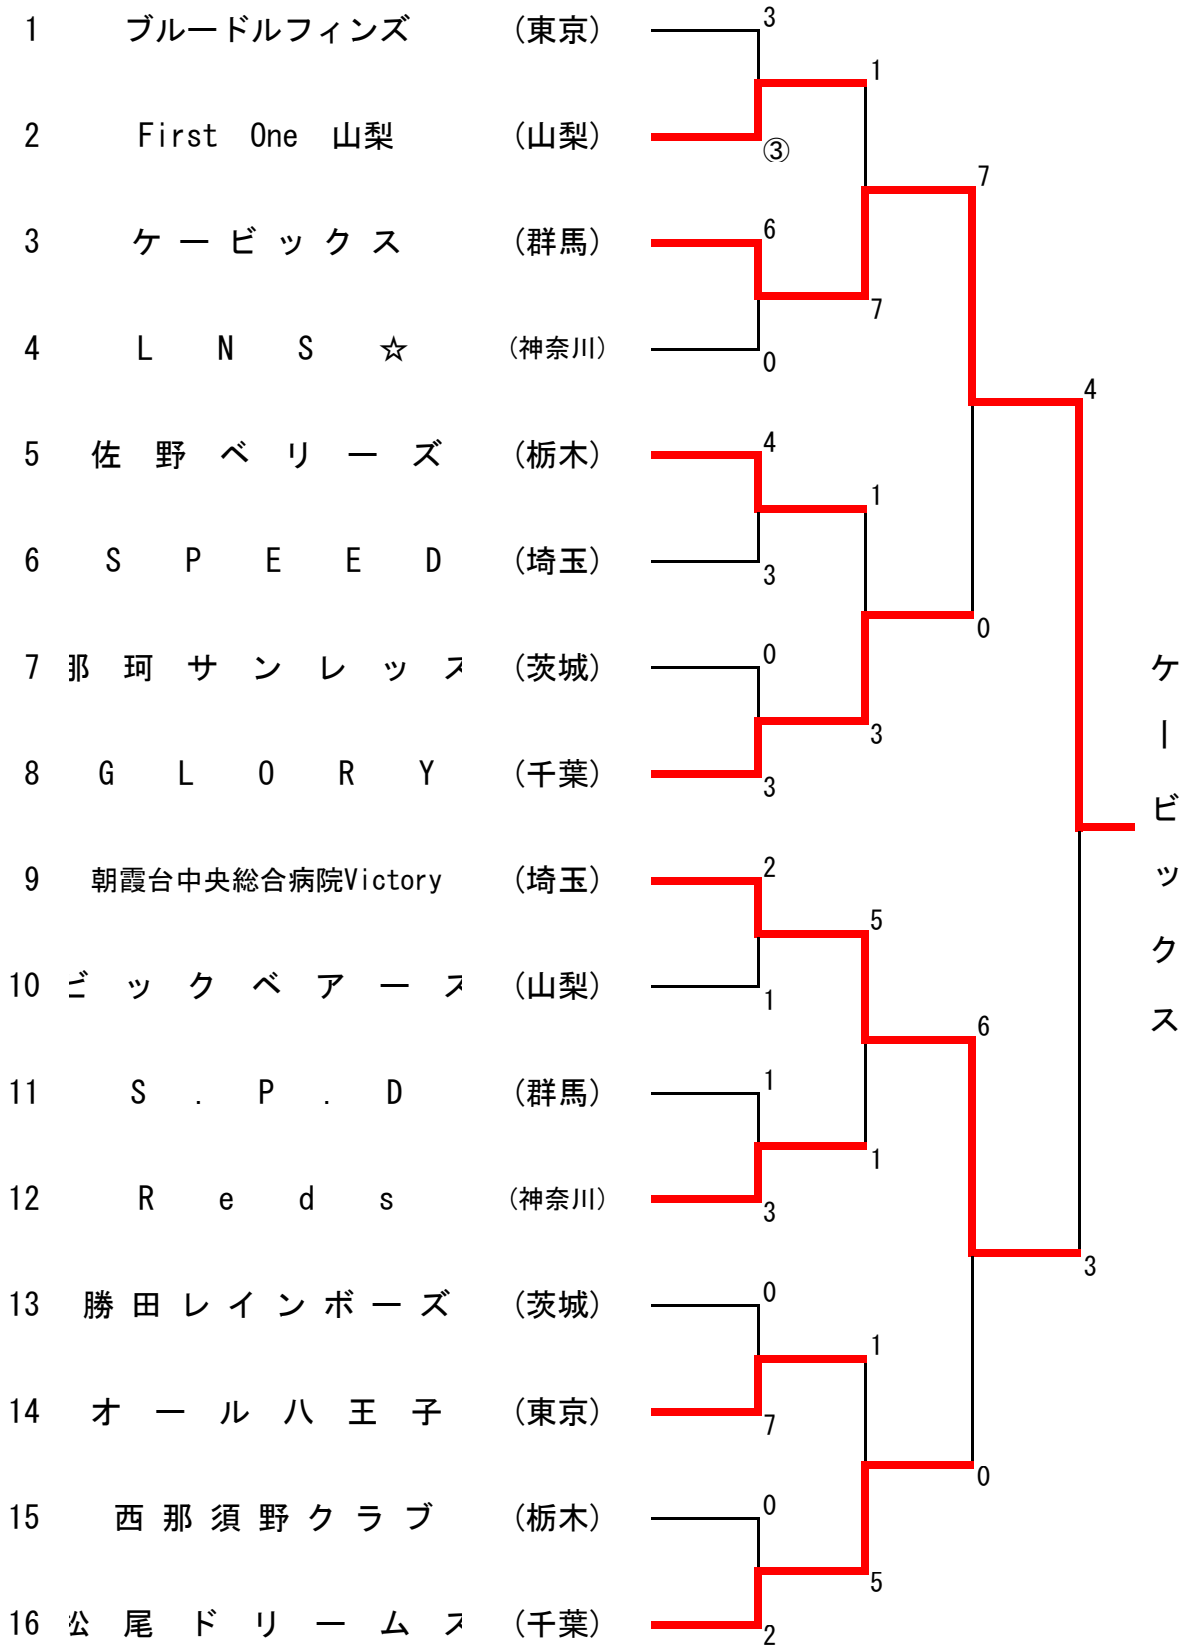 1 ブルードルフィンズ (東京) 3
1
2 First One 山梨 (山梨) ③
7
3 ケービックス (群馬) 6
7
4 LNS☆ (神奈川) 0
4
5 佐野ベリーズ (栃木) 4
1
6 SPEED (埼玉) 3
0
7 那珂サンレッズ (茨城) 0
3
8 GLORY (千葉) 3
ケービックス
9 朝霞台中央総合病院Victory (埼玉) 2
5
10 ビックベアーズ (山梨) 1
6
11 S.P.D (群馬) 1
1
12 Reds (神奈川) 3
3
13 勝田レインボーズ (茨城) 0
1
14 オール八王子 (東京) 7
0
15 西那須野クラブ (栃木) 0
5
16 松尾ドリームス (千葉) 2